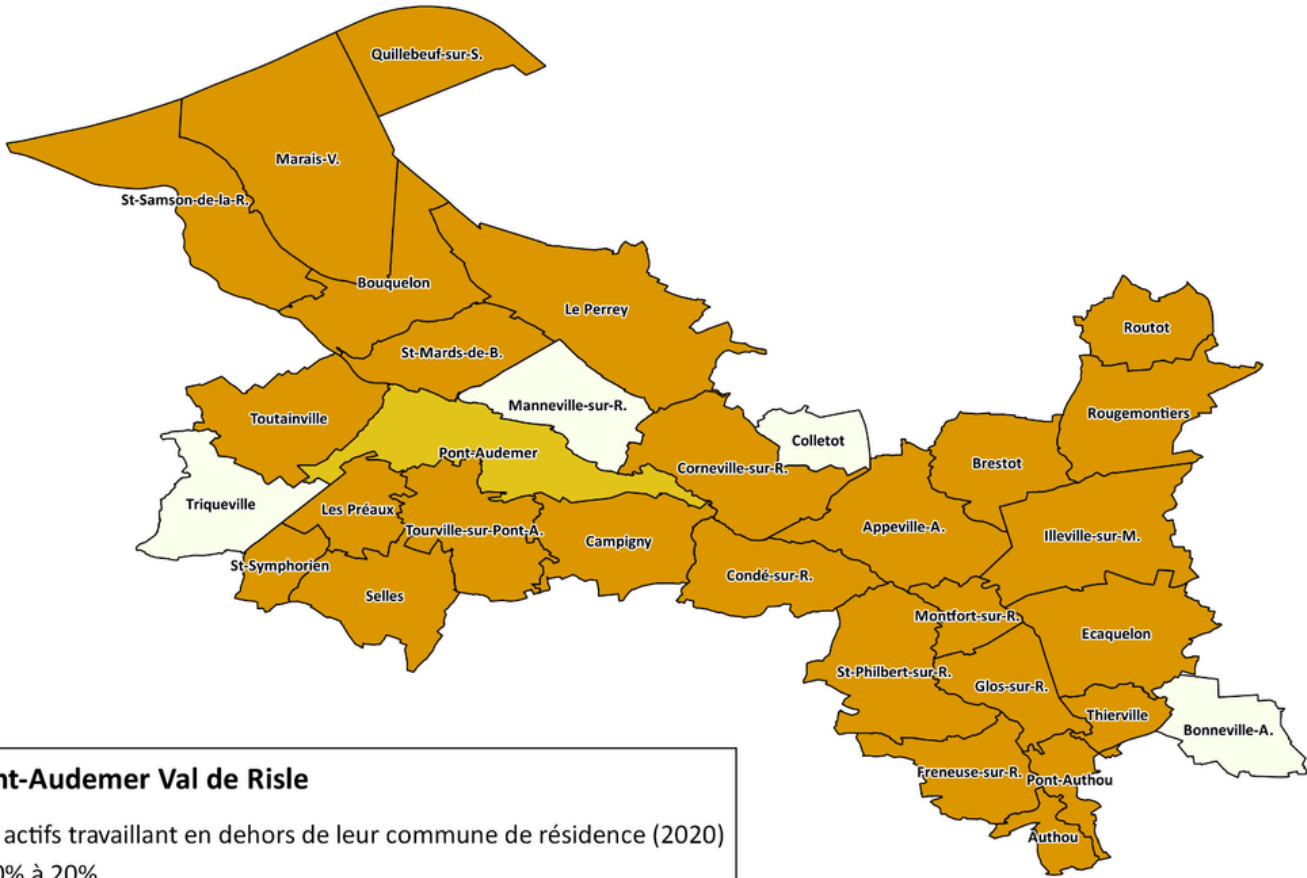 Quillebeuf-sur-S.
Marais-V.
St-Samson-de-la-R.
Bouquelon
Le Perrey
Routot
St-Mards-de-B.
Manneville-sur-R.
Rougemontiers
Toutainville
Colletot
Pont-Audemer
Corneville-sur-R.
Brestot
Triqueville
Les Préaux
Tourville-sur-Pont-A.
Appeville-A.
Campigny
Illeville-sur-M.
St-Symphorien
Condé-sur-R.
Selles
Montfort-sur-R.
Ecaquelon
St-Philbert-sur-R.
Glos-sur-R.
Thierville
Bonneville-A.
Freneuse-sur-R.
Pont-Authou
Authou
nt-Audemer Val de Risle
actifs travaillant en dehors de leur commune de résidence (2020)
0% à 20%